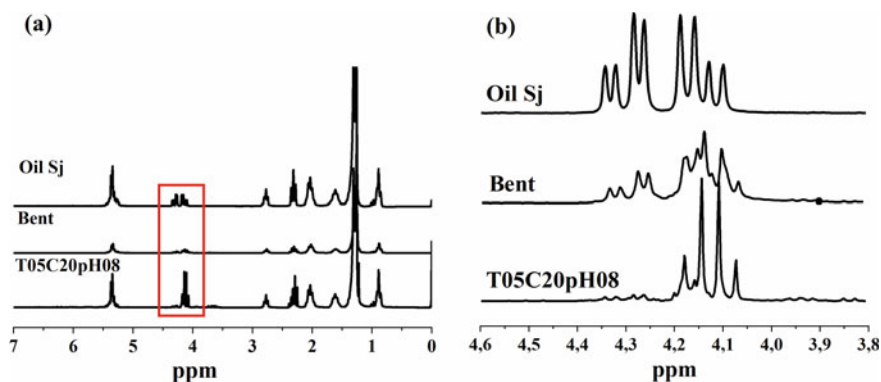 (a)
Oil Sj
Bent
T05C20pH08
7 6 5 4 3 2 1 0
ppm
(b)
Oil Sj
Bent
T05C20pH08
4,6 4,5 4,4 4,3 4,2 4,1 4,0 3,9 3,8
ppm